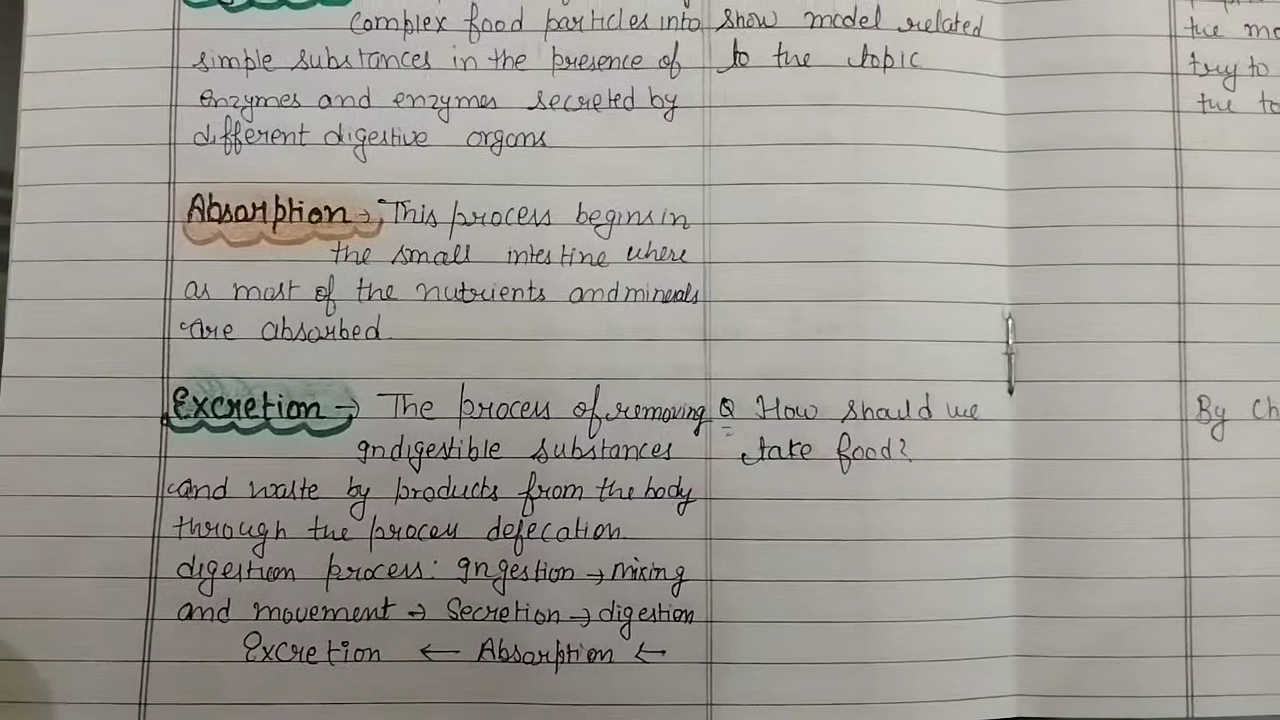 Complex food particles into
simple substances in the presence of
enzymes and enzymes secreted by
different digestive organs
Absorption → This process begins in
the small intestine where
as most of the nutrients and minerals
are absorbed.
Excretion → The process of removing
Indigestible substances
and waste by products from the body
through the process defecation.
digestion process: Ingestion → mixing
and movement → Secretion → digestion
Excretion ← Absorption ←
show model related
to the topic
Q How should we
take food?
the
try to
the
By